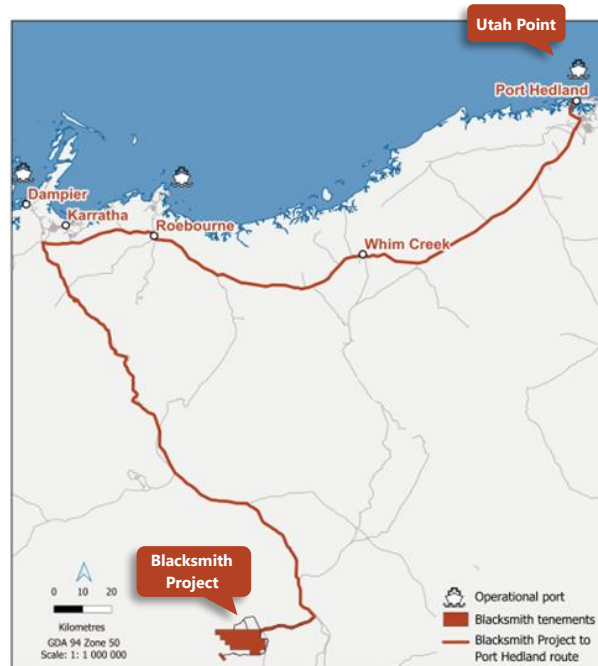 Utah Point
Port Hedland
Dampier
Karratha
Roebourne
Whim Creek
Blacksmith
Project
0 10 20
Kilometres
GDA 94 Zone 50
Scale: 1: 1 000 000
Operational port
Blacksmith tenements
Blacksmith Project to
Port Hedland route